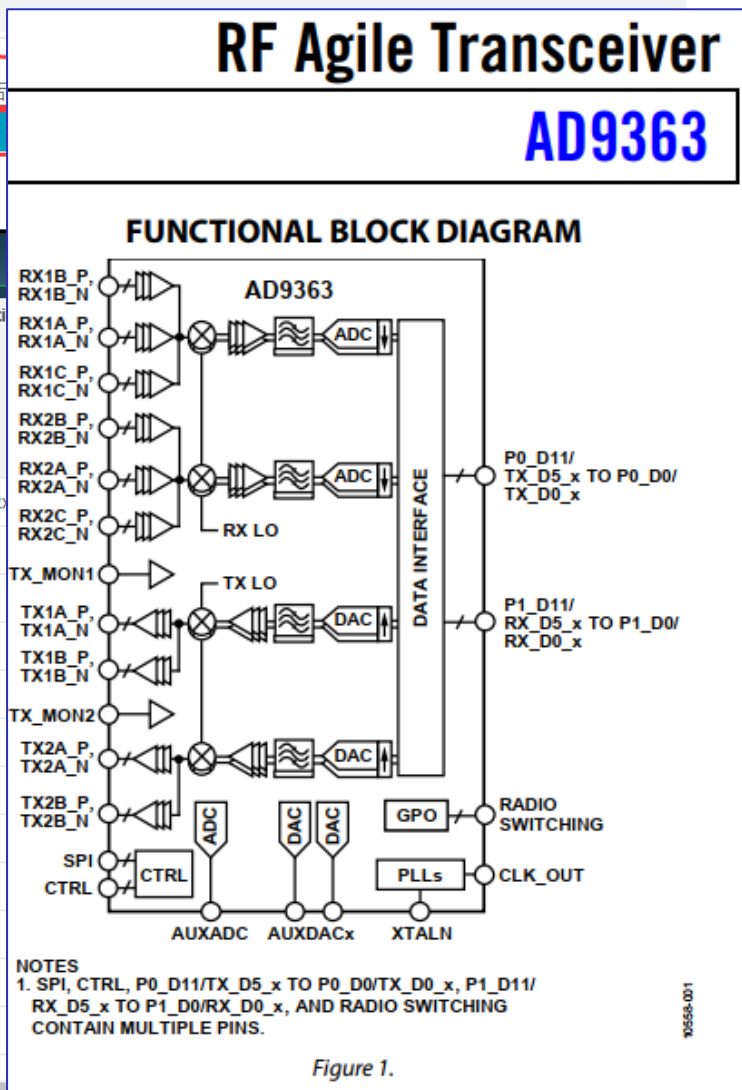 RF Agile Transceiver
AD9363
FUNCTIONAL BLOCK DIAGRAM
AD9363
RX1B_P,
RX1B_N
RX1A_P,
RX1A_N
RX1C_P,
RX1C_N
RX2B_P,
RX2B_N
RX2A_P,
RX2A_N
RX2C_P,
RX2C_N
TX_MON1
TX1A_P,
TX1A_N
TX1B_P,
TX1B_N
TX_MON2
TX2A_P,
TX2A_N
TX2B_P,
TX2B_N
SPI
CTRL
CTRL
ADC
ADC
RX LO
TX LO
DAC
DAC
DATA INTERFACE
P0_D11/
TX_D5_x TO P0_D0/
TX_D0_x
P1_D11/
RX_D5_x TO P1_D0/
RX_D0_x
ADC
DAC
DAC
GPO
RADIO
SWITCHING
PLLs
CLK_OUT
AUXADC
AUXDACx
XTALN
NOTES
1. SPI, CTRL, P0_D11/TX_D5_x TO P0_D0/TX_D0_x, P1_D11/
RX_D5_x TO P1_D0/RX_D0_x, AND RADIO SWITCHING
CONTAIN MULTIPLE PINS.
10558-001
Figure 1.